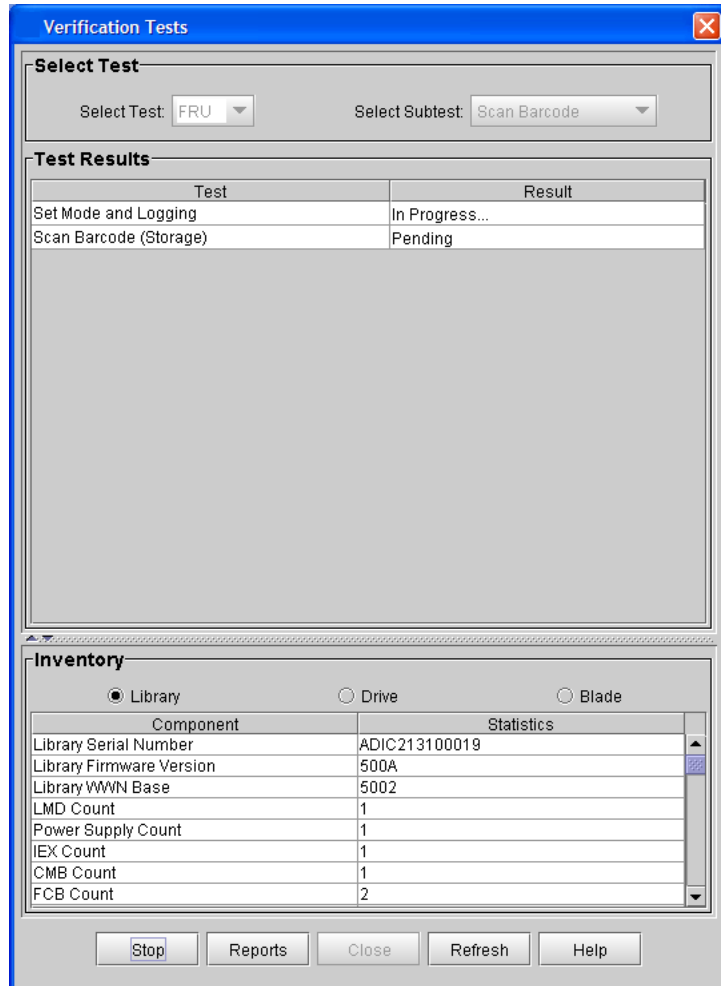 Verification Tests
Select Test
Select Test: FRU Select Subtest: Scan Barcode
Test Results
Test Result
Set Mode and Logging In Progress...
Scan Barcode (Storage) Pending
Inventory
Library Drive Blade
Component Statistics
Library Serial Number ADIC213100019
Library Firmware Version 500A
Library WWN Base 5002
LMD Count 1
Power Supply Count 1
IEX Count 1
CMB Count 1
FCB Count 2
Stop Reports Close Refresh Help